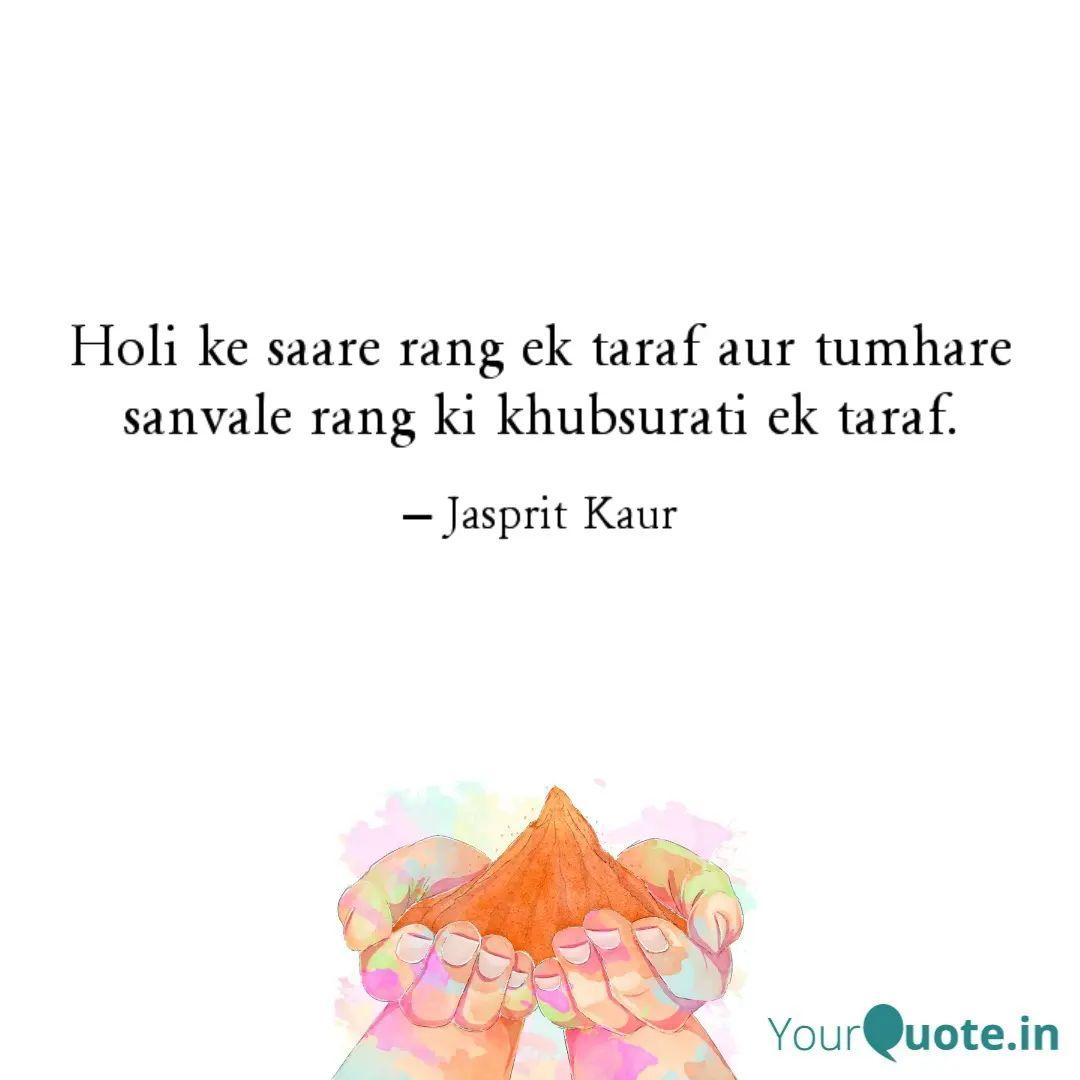 Holi ke saare rang ek taraf aur tumhare
sanvale rang ki khubsurati ek taraf.
– Jasprit Kaur
YourQuote.in